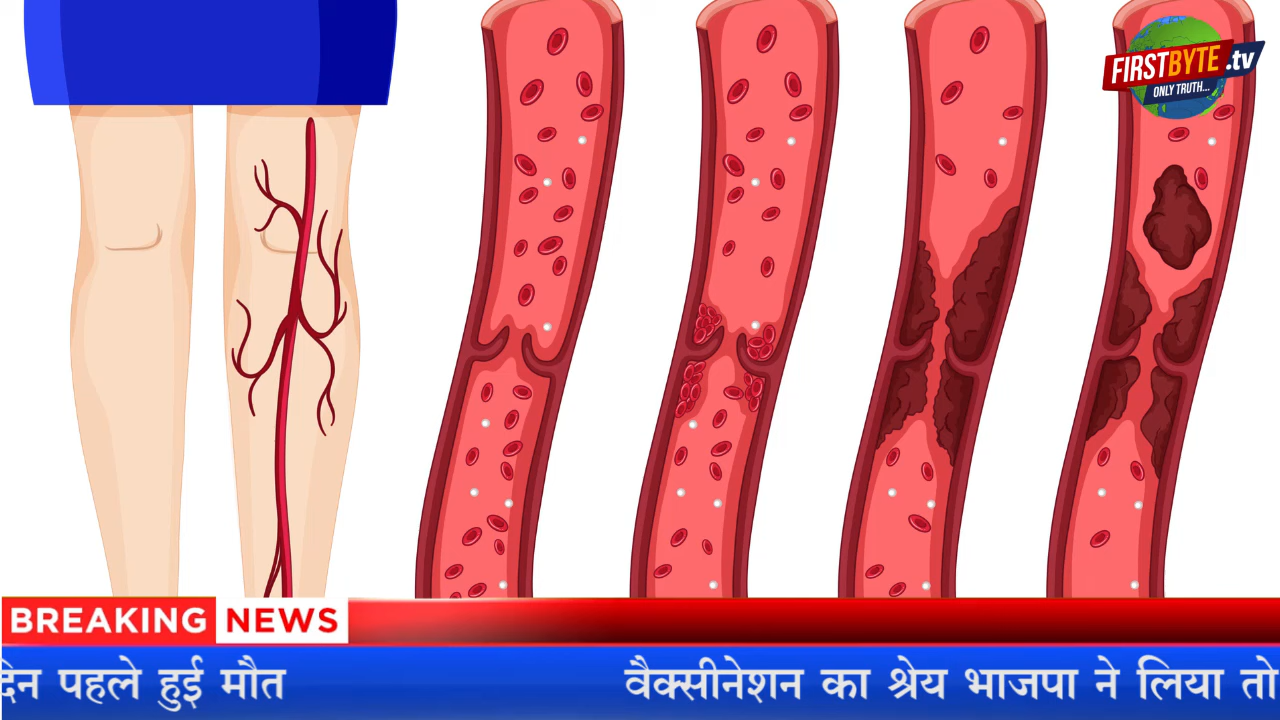 FIRSTBYTE.tv
ONLY TRUTH...
BREAKING NEWS
दिन पहले हुई मौत वैक्सीनेशन का श्रेय भाजपा ने लिया तो